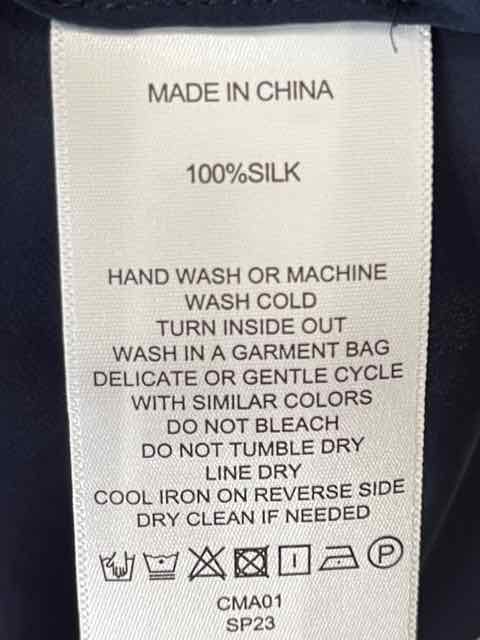 MADE IN CHINA
100%SILK
HAND WASH OR MACHINE
WASH COLD
TURN INSIDE OUT
WASH IN A GARMENT BAG
DELICATE OR GENTLE CYCLE
WITH SIMILAR COLORS
DO NOT BLEACH
DO NOT TUMBLE DRY
LINE DRY
COOL IRON ON REVERSE SIDE
DRY CLEAN IF NEEDED
P
CMA01
SP23